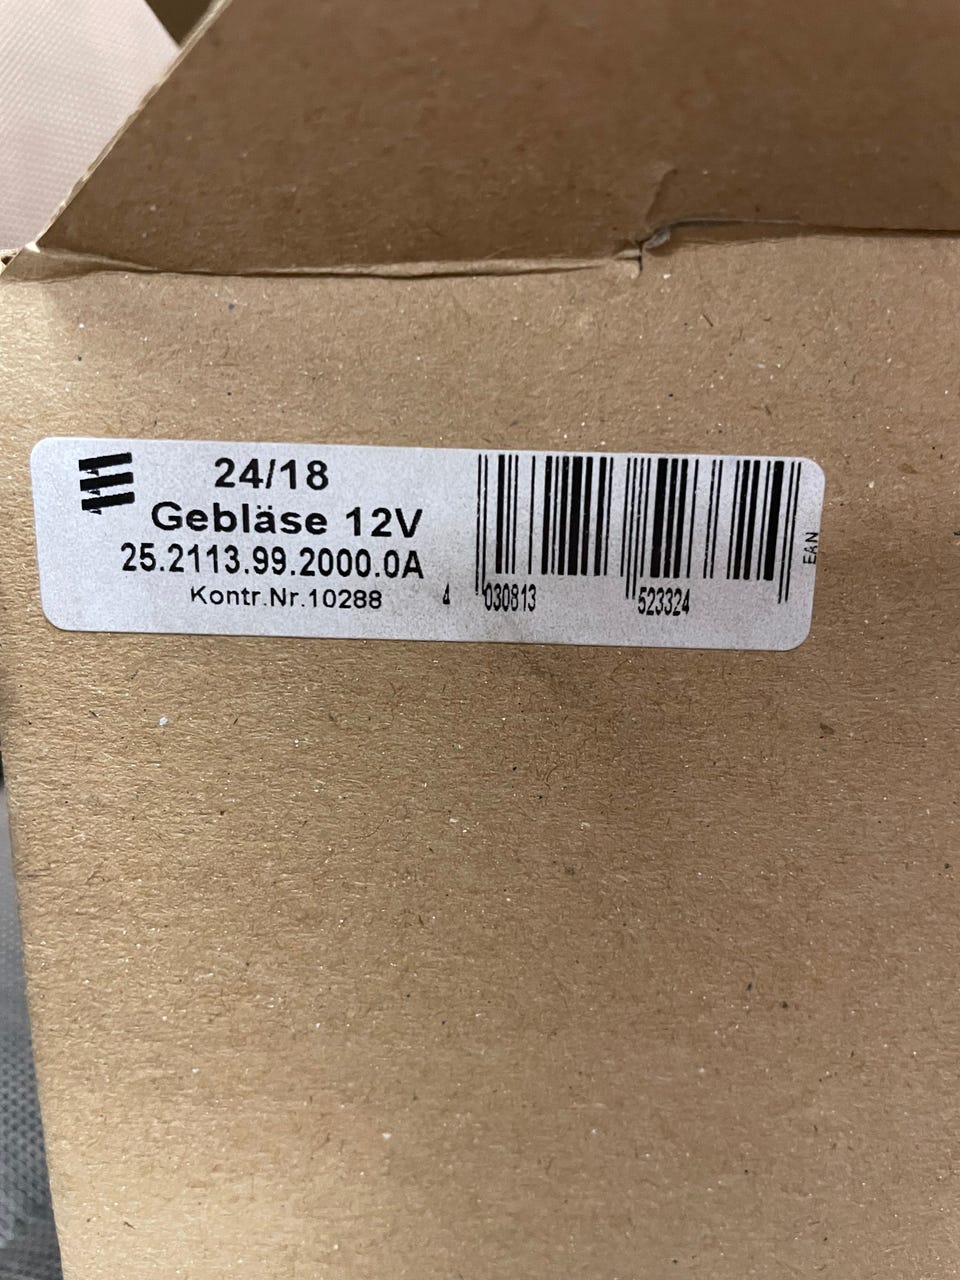 24/18
Gebläse 12V
25.2113.99.2000.0A
Kontr.Nr.10288
4 030813 523324
EAN